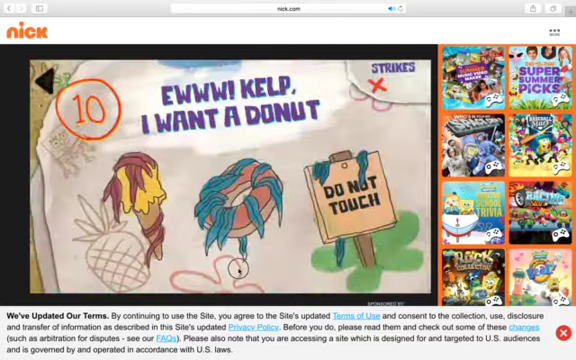 nick.com
nick
MORE
10
EWWW! KELP,
I WANT A DONUT
STRIKES
DO NOT
TOUCH
SUPER
SUMMER
PICKS
SCHOOL
TRIVIA
RACING
SPONSORED BY:
We've Updated Our Terms. By continuing to use the Site, you agree to the Site's updated Terms of Use and consent to the collection, use, disclosure
and transfer of information as described in this Site's updated Privacy Policy. Before you do, please read them and check out some of these changes
(such as arbitration for disputes - see our FAQs). Please also note that you are accessing a site which is designed for and targeted to U.S. audiences
and is governed by and operated in accordance with U.S. laws.